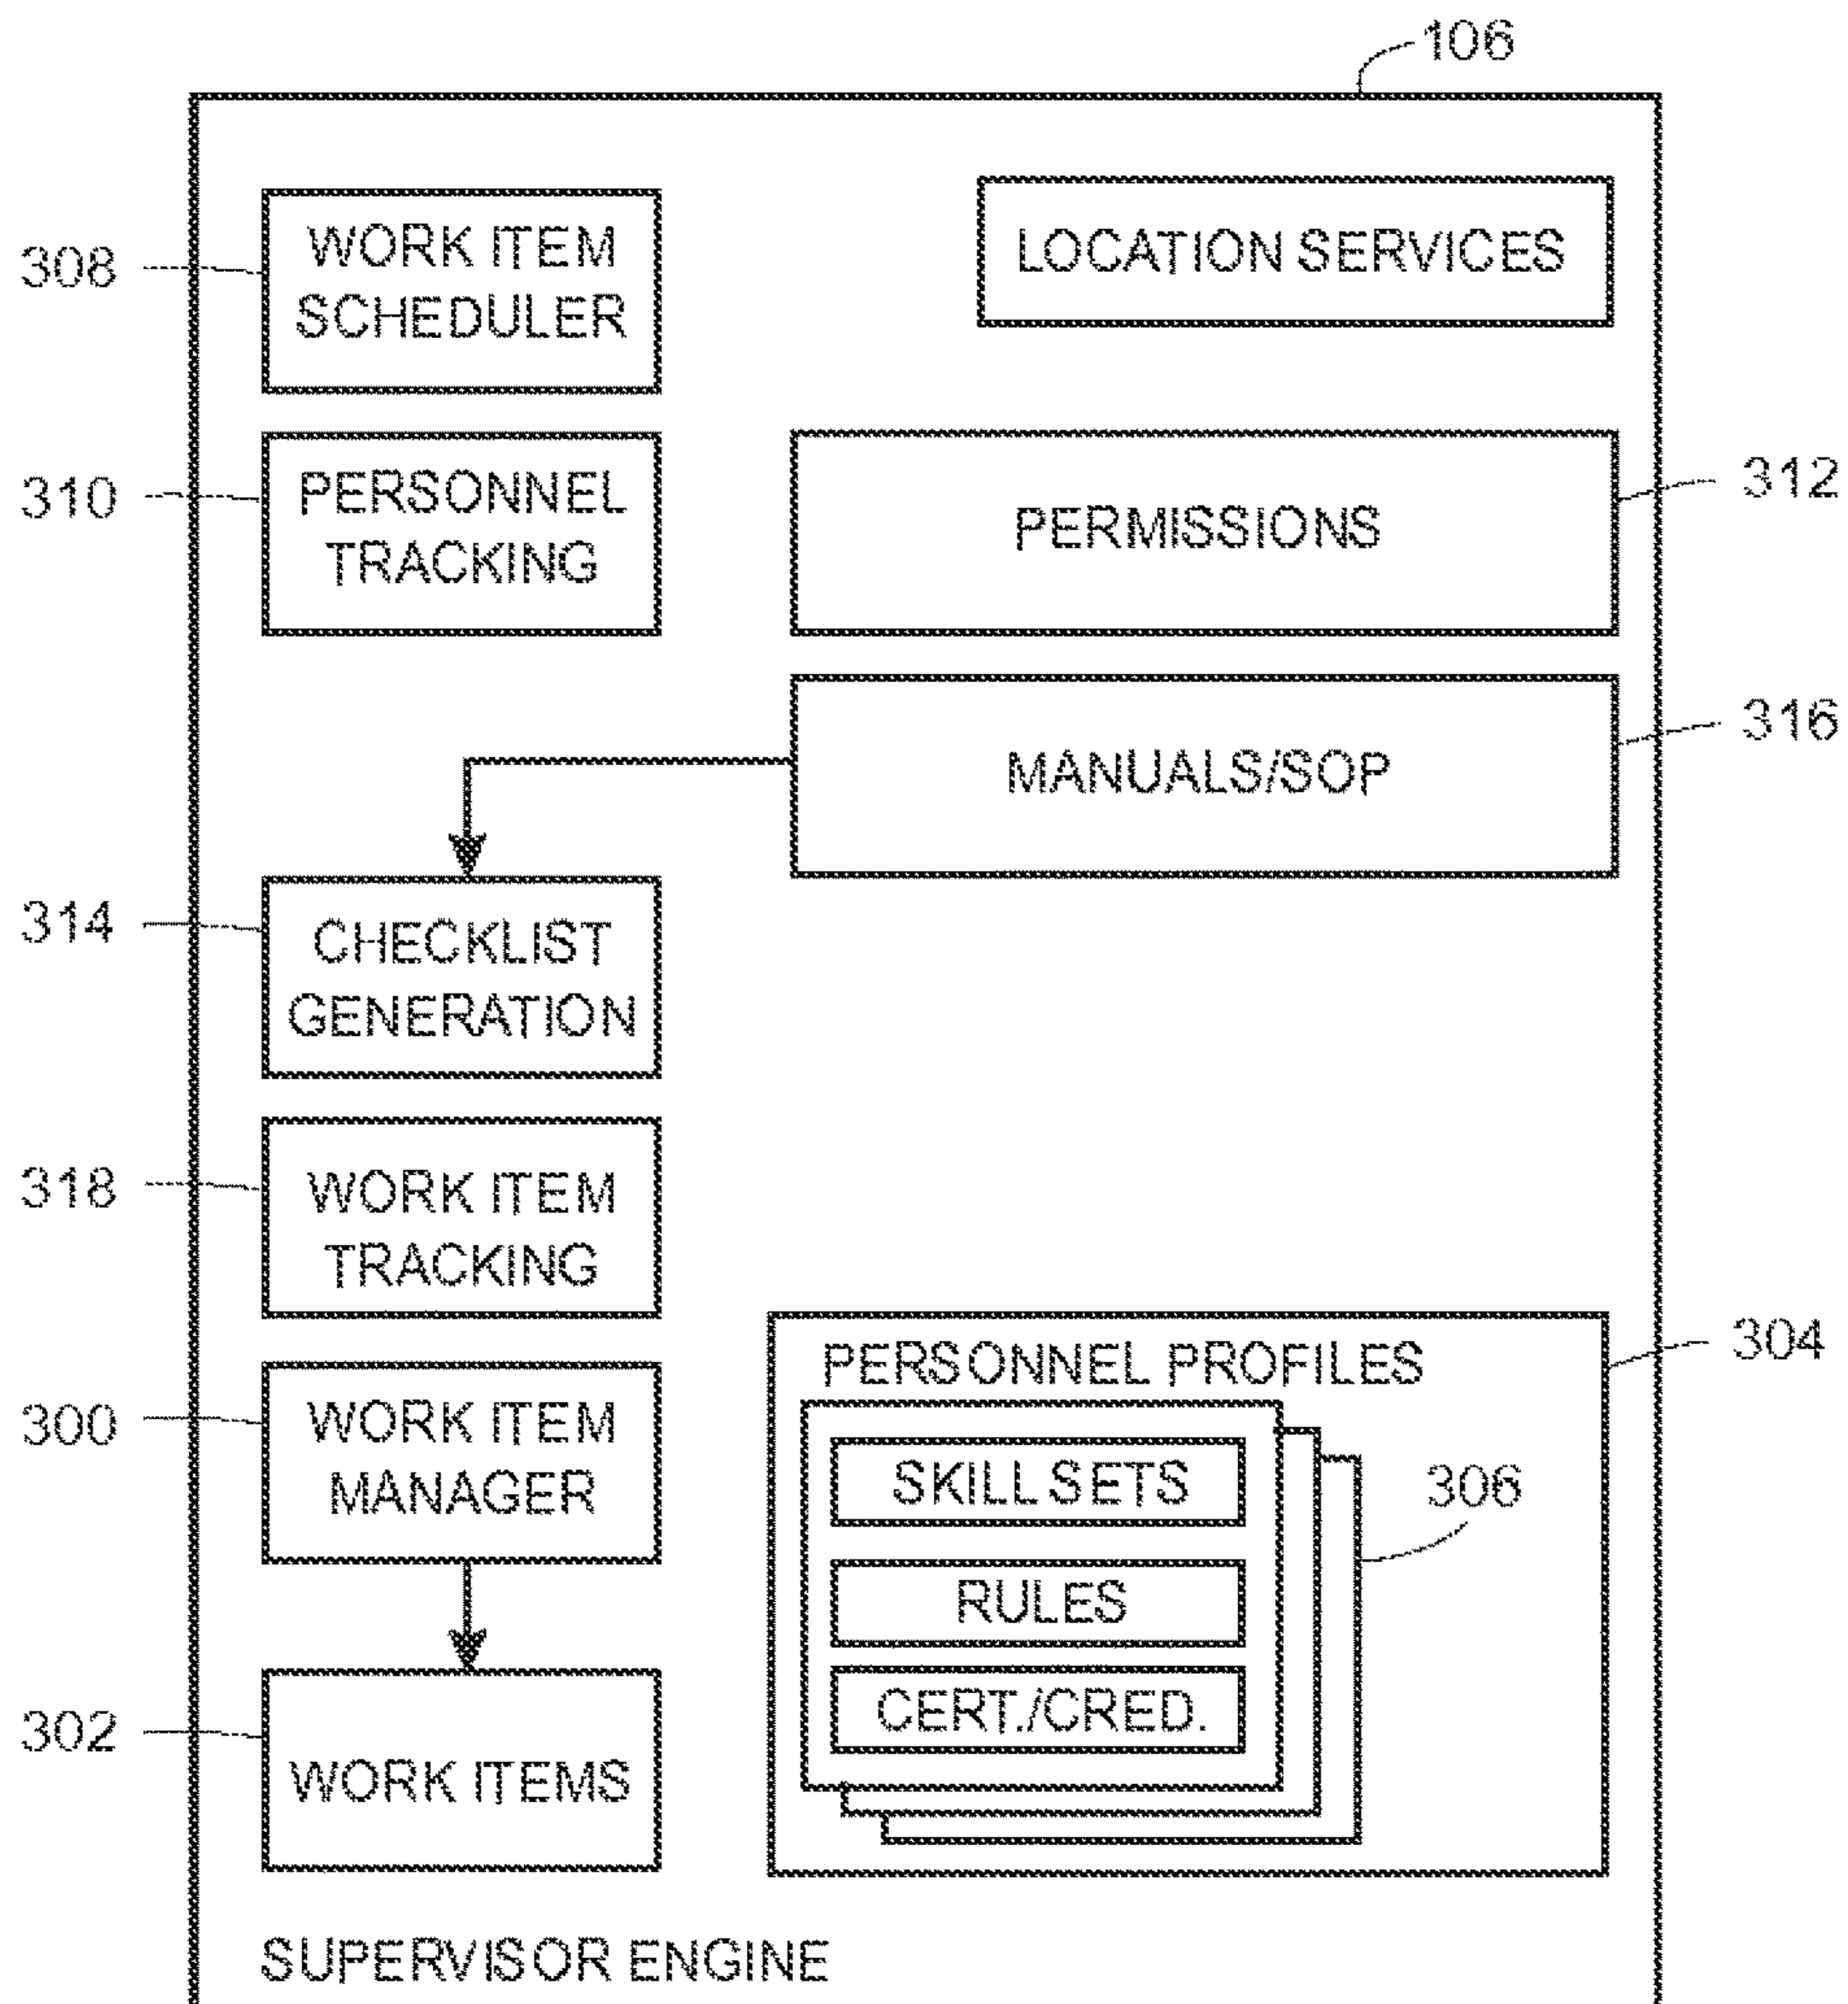 106
308
WORK ITEM
SCHEDULER
LOCATION SERVICES
310
PERSONNEL
TRACKING
PERMISSIONS
312
MANUALS/SOP
316
314
CHECKLIST
GENERATION
318
WORK ITEM
TRACKING
300
WORK ITEM
MANAGER
302
WORK ITEMS
PERSONNEL PROFILES
304
SKILL SETS
306
RULES
CERT./CRED.
SUPERVISOR ENGINE